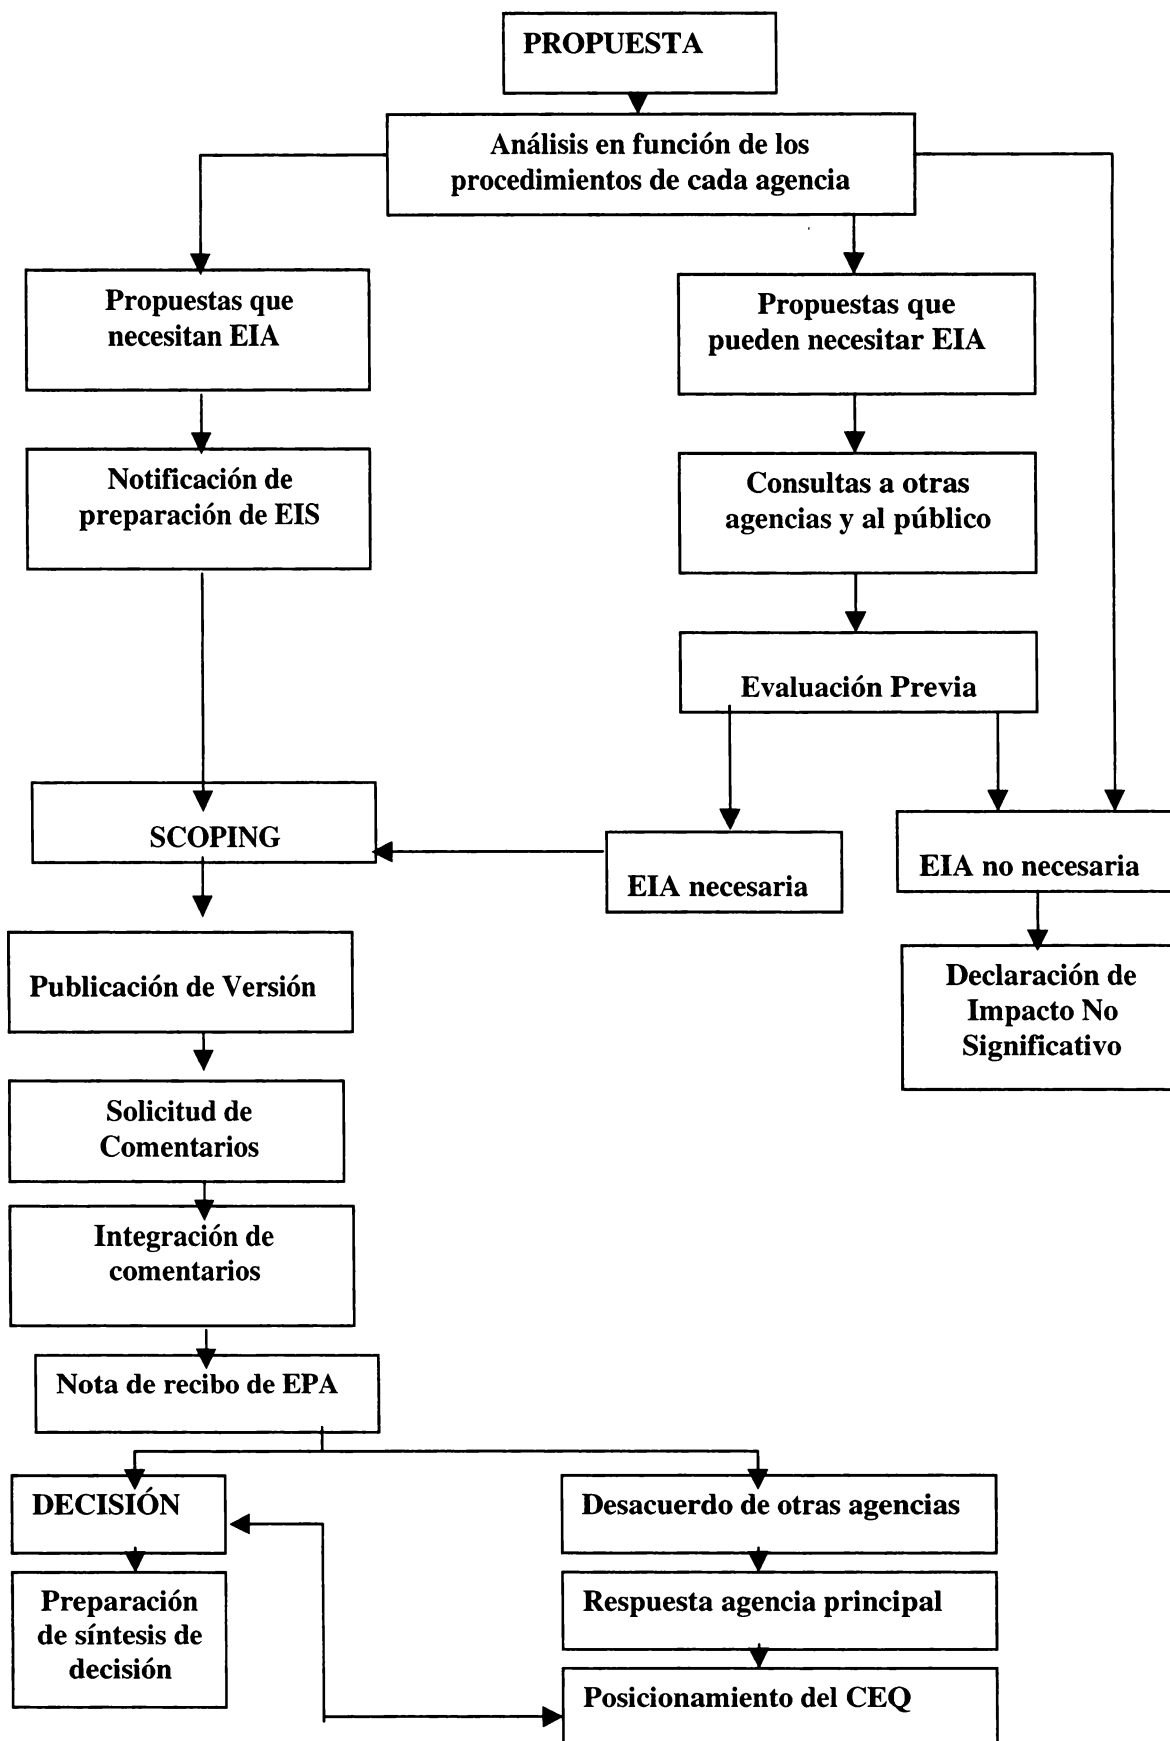 PROPUESTA
Análisis en función de los
procedimientos de cada agencia
Propuestas que
necesitan EIA
Propuestas que
pueden necesitar EIA
Notificación de
preparación de EIS
Consultas a otras
agencias y al público
Evaluación Previa
SCOPING
EIA necesaria
EIA no necesaria
Publicación de Versión
Declaración de
Impacto No
Significativo
Solicitud de
Comentarios
Integración de
comentarios
Nota de recibo de EPA
DECISIÓN
Desacuerdo de otras agencias
Preparación
de síntesis de
decisión
Respuesta agencia principal
Posicionamiento del CEQ